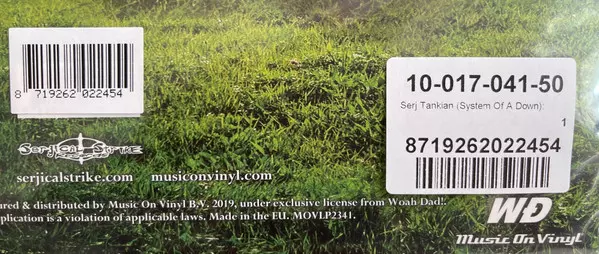 8 719262 022454
10-017-041-50
Serj Tankian (System Of A Down):
1
8719262022454
Serjical Strike
serjicalstrike.com musiconvinyl.com
ured & distributed by Music On Vinyl B.V. 2019, under exclusive license from Woah Dad!.
plication is a violation of applicable laws. Made in the EU. MOVLP2341.
WD
Music On Vinyl